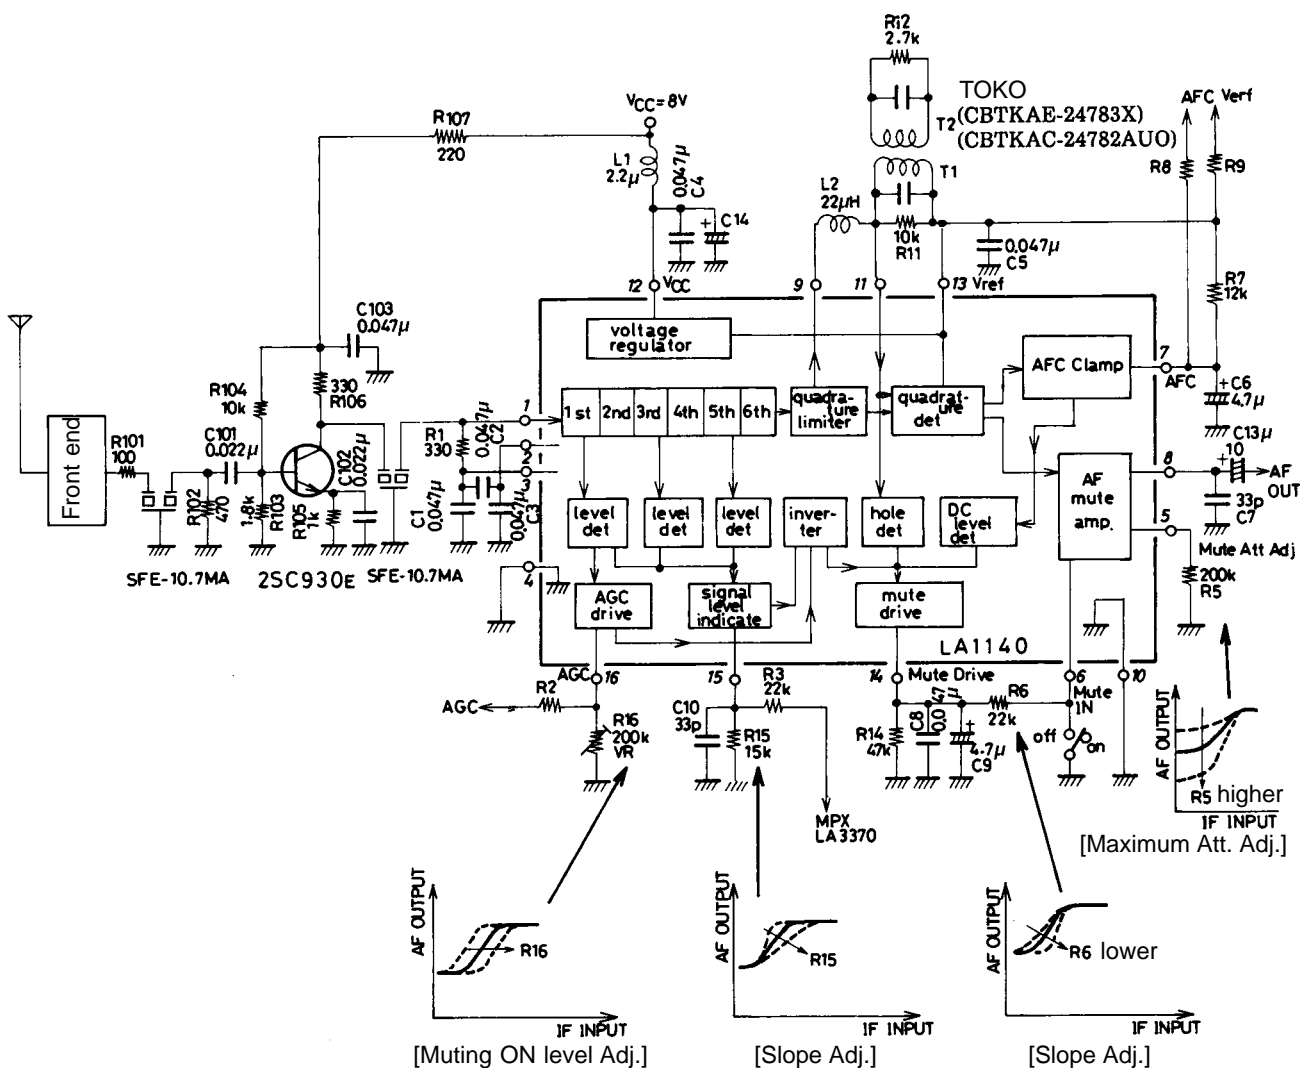 Ri2
2.7k
TOKO
(CBTKAE-24783X)
(CBTKAC-24782AUO)
T2
T1
AFC Verf
R8
R9
VCC=8V
R107
220
L1
2.2μ
0.047μ
C4
+
C14
L2
22μH
10k
R11
0.047μ
C5
R7
12k
12
VCC
9
11
13 Vref
C103
0.047μ
voltage
regulator
AFC Clamp
7
AFC
+
C6
4.7μ
R104
10k
330
R106
1
1st
2nd
3rd
4th
5th
6th
quadra-
ture
limiter
quadrat-
ure
det
Front end
R101
100
C101
0.022μ
C102
0.022μ
R1
330
0.047μ
C2
2
3
C13μ
+
10
8
AF
OUT
33p
C7
AF
mute
amp.
5
Mute Att Adj
200k
R5
R102
470
1.8k
R103
R105
1k
C1
0.047μ
0.047μ
C3
level
det
level
det
level
det
inver-
ter
hole
det
DC
level
det
SFE-10.7MA
2SC930E
SFE-10.7MA
4
AGC
drive
signal
level
indicate
mute
drive
LA1140
AGC
16
15
14
Mute Drive
6
Mute
IN
10
AGC
R2
R16
200k
VR
C10
33p
R3
22k
R15
15k
R14
47k
C8
0.047
μ
+
4.7μ
C9
R6
22k
off
on
MPX
LA3370
AF OUTPUT
R5 higher
IF INPUT
[Maximum Att. Adj.]
AF OUTPUT
R16
IF INPUT
[Muting ON level Adj.]
AF OUTPUT
R15
IF INPUT
[Slope Adj.]
AF OUTPUT
R6 lower
IF INPUT
[Slope Adj.]